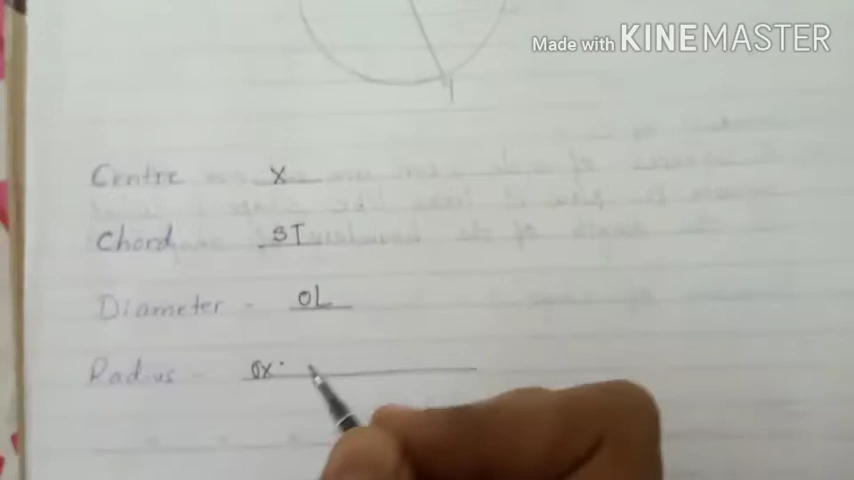 Made with KINEMASTER
Centre X
Chord ST
Diameter - OL
Radius - OX